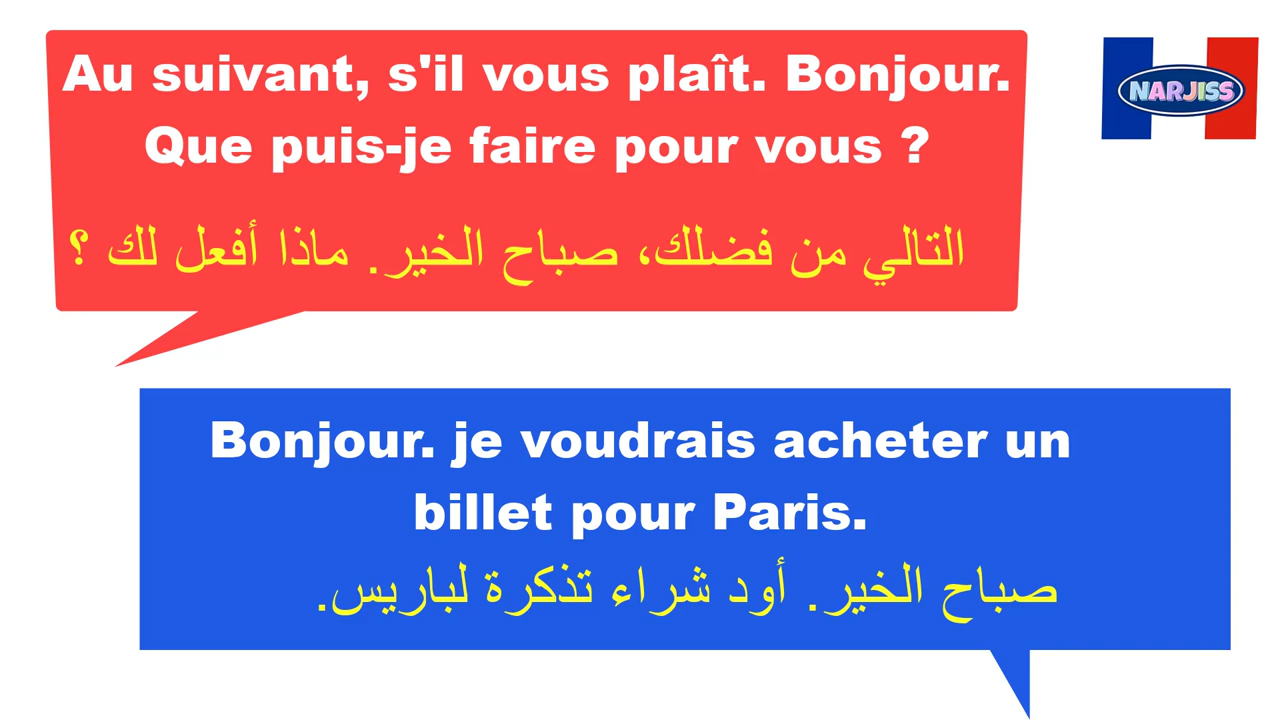 Au suivant, s'il vous plaît. Bonjour.
Que puis-je faire pour vous ?
التالي من فضلك، صباح الخير. ماذا أفعل لك ؟
NARJISS
Bonjour. je voudrais acheter un
billet pour Paris.
صباح الخير. أود شراء تذكرة لباريس.